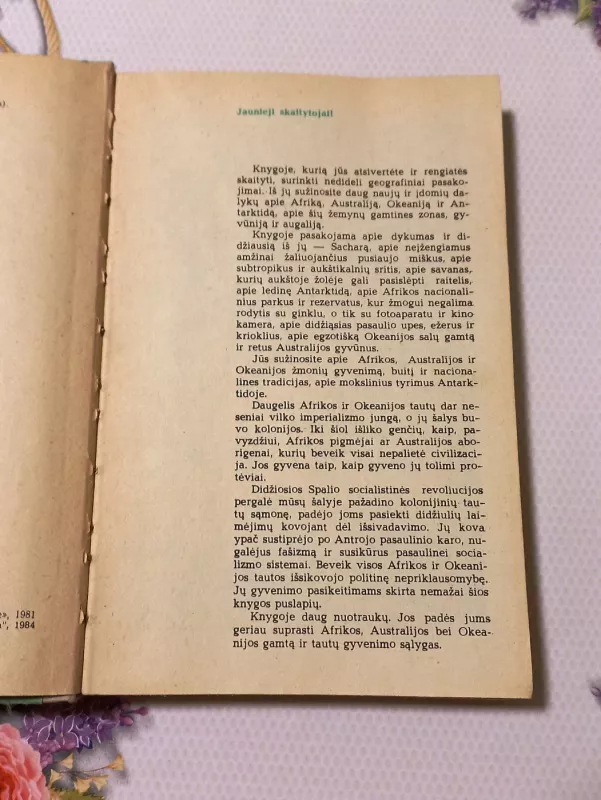 ).
», 1981
", 1984
Jaunieji skaitytojai!
Knygoje, kurią jūs atsivertėte ir rengiatės
skaityti, surinkti nedideli geografiniai pasako-
jimai. Iš jų sužinosite daug naujų ir įdomių da-
lykų apie Afriką, Australiją, Okeaniją ir An-
tarktidą, apie šių žemynų gamtines zonas, gy-
vūniją ir augaliją.
Knygoje pasakojama apie dykumas ir di-
džiausią iš jų — Sacharą, apie neįžengiamus
amžinai žaliuojančius pusiaujo miškus, apie
subtropikus ir aukštikalnių sritis, apie savanas,
kurių aukštoje žolėje gali pasislėpti raitelis,
apie ledinę Antarktidą, apie Afrikos nacionali-
nius parkus ir rezervatus, kur žmogui negalima
rodytis su ginklu, o tik su fotoaparatu ir kino
kamera, apie didžiąsias pasaulio upes, ežerus ir
krioklius, apie egzotišką Okeanijos salų gamtą
ir retus Australijos gyvūnus.
Jūs sužinosite apie Afrikos, Australijos ir
Okeanijos žmonių gyvenimą, buitį ir naciona-
lines tradicijas, apie mokslinius tyrimus Antark-
tidoje.
Daugelis Afrikos ir Okeanijos tautų dar ne-
seniai vilko imperializmo jungą, o jų šalys bu-
vo kolonijos. Iki šiol išliko genčių, kaip, pa-
vyzdžiui, Afrikos pigmėjai ar Australijos abo-
rigenai, kurių beveik visai nepalietė civilizaci-
ja. Jos gyvena taip, kaip gyveno jų tolimi pro-
tėviai.
Didžiosios Spalio socialistinės revoliucijos
pergalė mūsų šalyje pažadino kolonijinių tau-
tų sąmonę, padėjo joms pasiekti didžiulių lai-
mėjimų kovojant dėl išsivadavimo. Jų kova
ypač sustiprėjo po Antrojo pasaulinio karo, nu-
galėjus fašizmą ir susikūrus pasaulinei socia-
lizmo sistemai. Beveik visos Afrikos ir Okeani-
jos tautos išsikovojo politinę nepriklausomybę.
Jų gyvenimo pasikeitimams skirta nemažai šios
knygos puslapių.
Knygoje daug nuotraukų. Jos padės jums
geriau suprasti Afrikos, Australijos bei Okea-
nijos gamtą ir tautų gyvenimo sąlygas.